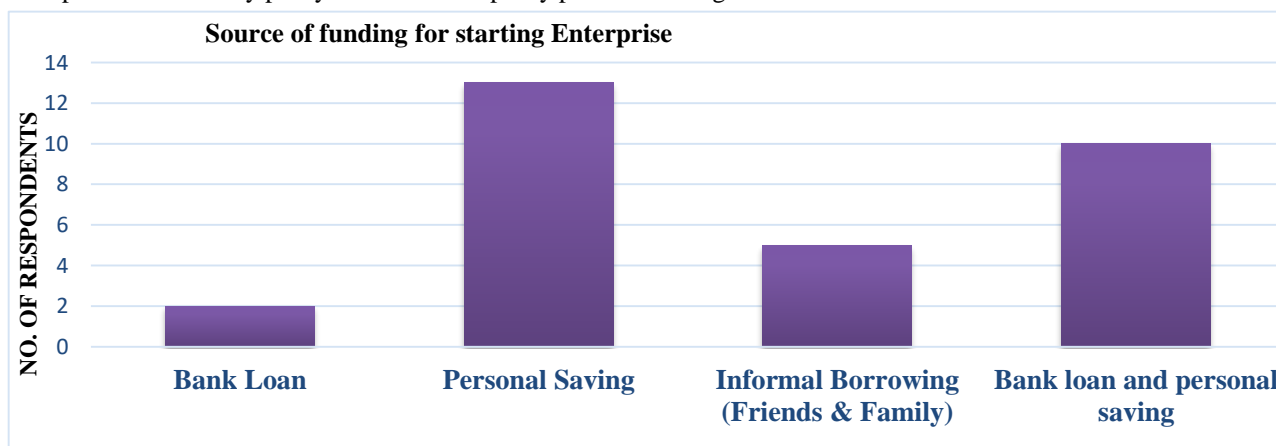 Source of funding for starting Enterprise
NO. OF RESPONDENTS
14
12
10
8
6
4
2
0
Bank Loan
Personal Saving
Informal Borrowing
(Friends & Family)
Bank loan and personal
saving